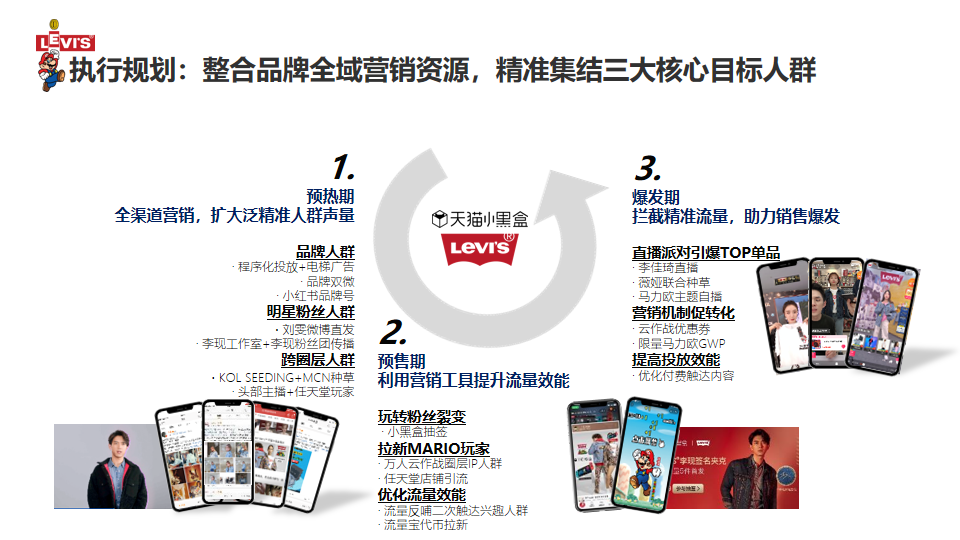 LEVI'S
执行规划：整合品牌全域营销资源，精准集结三大核心目标人群
1.
预热期
全渠道营销，扩大泛精准人群声量
品牌人群
· 程序化投放+电梯广告
· 品牌双微
· 小红书品牌号
明星粉丝人群
· 刘雯微博直发
· 李现工作室+李现粉丝团传播
跨圈层人群
· KOL SEEDING+MCN种草
· 头部主播+任天堂玩家
天猫小黑盒
LEVI'S®
2.
预售期
利用营销工具提升流量效能
玩转粉丝裂变
· 小黑盒抽签
拉新MARIO玩家
· 万人云作战圈层IP人群
· 任天堂店铺引流
优化流量效能
· 流量反哺二次触达兴趣人群
· 流量宝代币拉新
3.
爆发期
拦截精准流量，助力销售爆发
直播派对引爆TOP单品
· 李佳琦直播
· 薇娅联合种草
· 马力欧主题自播
营销机制促转化
· 云作战优惠券
· 限量马力欧GWP
提高投放效能
· 优化付费触达内容
Levi's
李现签名夹克